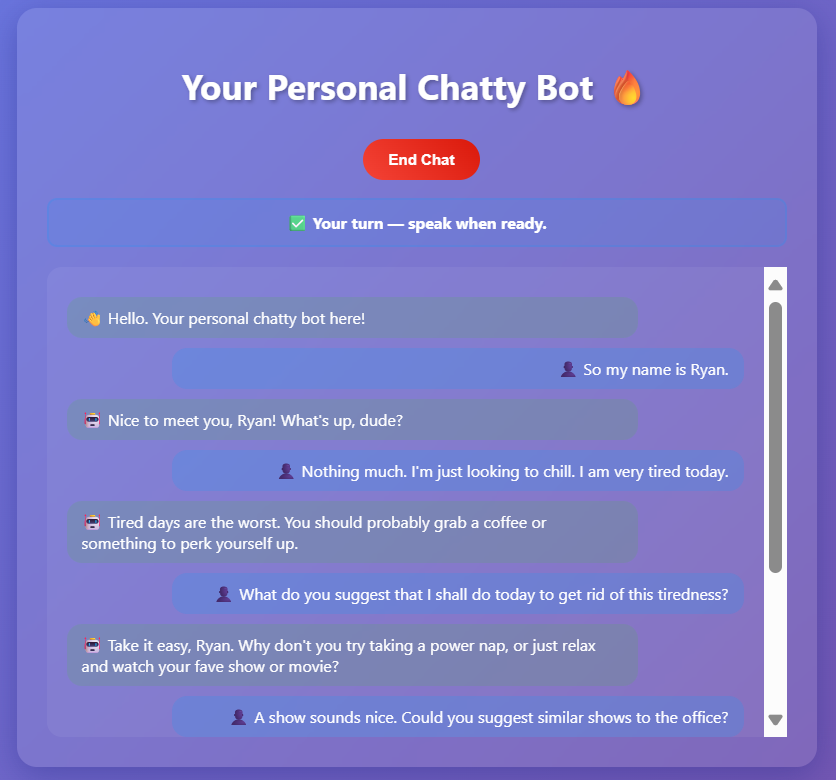 Your Personal Chatty Bot 🔥
End Chat
✅ Your turn — speak when ready.
👋 Hello. Your personal chatty bot here!
👤 So my name is Ryan.
🤖 Nice to meet you, Ryan! What's up, dude?
👤 Nothing much. I'm just looking to chill. I am very tired today.
🤖 Tired days are the worst. You should probably grab a coffee or
something to perk yourself up.
👤 What do you suggest that I shall do today to get rid of this tiredness?
🤖 Take it easy, Ryan. Why don't you try taking a power nap, or just relax
and watch your fave show or movie?
👤 A show sounds nice. Could you suggest similar shows to the office?